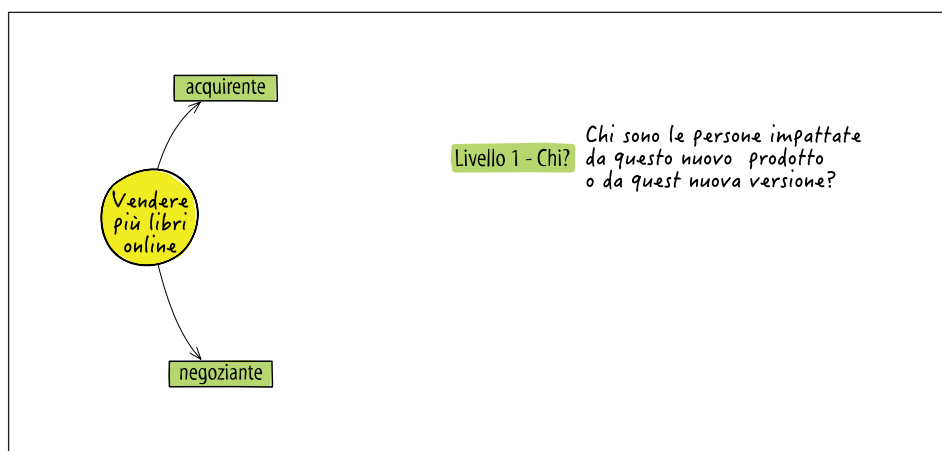 acquirente
Vendere
più libri
online
negoziante
Livello 1 - Chi?
Chi sono le persone impattate
da questo nuovo prodotto
o da quest nuova versione?